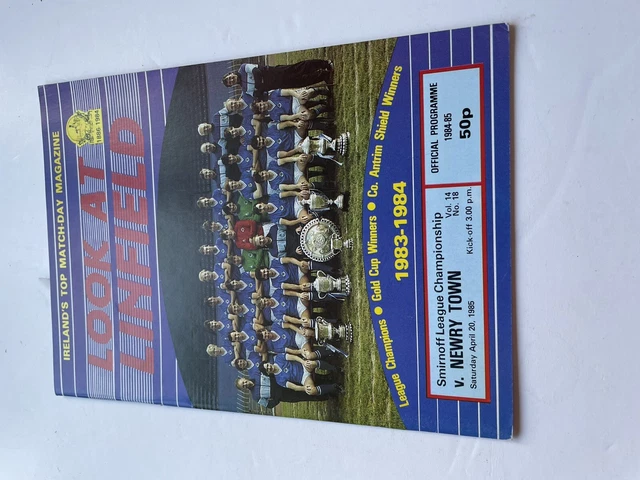 IRELAND'S TOP MATCH-DAY MAGAZINE
LOOK AT
LINFIELD
1886 1984
League Champions ● Gold Cup Winners ● Co. Antrim Shield Winners
1983-1984
Smirnoff League Championship
v. NEWRY TOWN
Saturday April 20, 1985
Vol. 14
No. 18
Kick-off 3.00 p.m.
OFFICIAL PROGRAMME
1984-85
50p